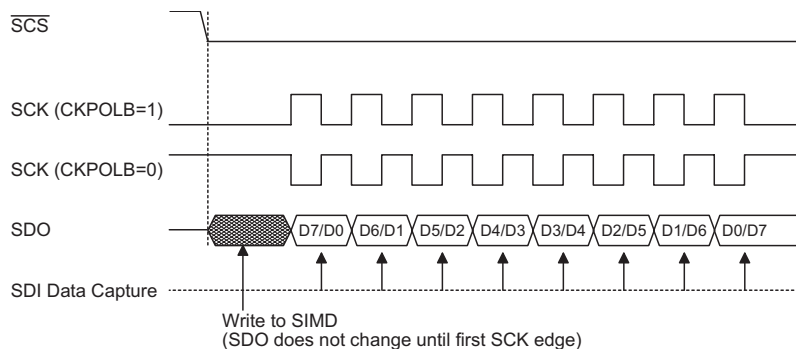 SCS
SCK (CKPOLB=1)
SCK (CKPOLB=0)
SDO
D7/D0 D6/D1 D5/D2 D4/D3 D3/D4 D2/D5 D1/D6 D0/D7
SDI Data Capture
Write to SIMD
(SDO does not change until first SCK edge)